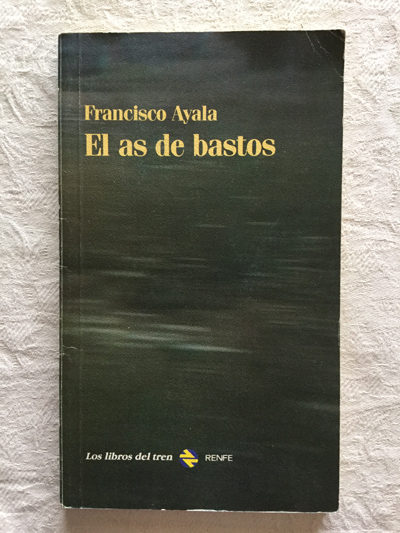 Francisco Ayala
El as de bastos
Los libros del tren RENFE